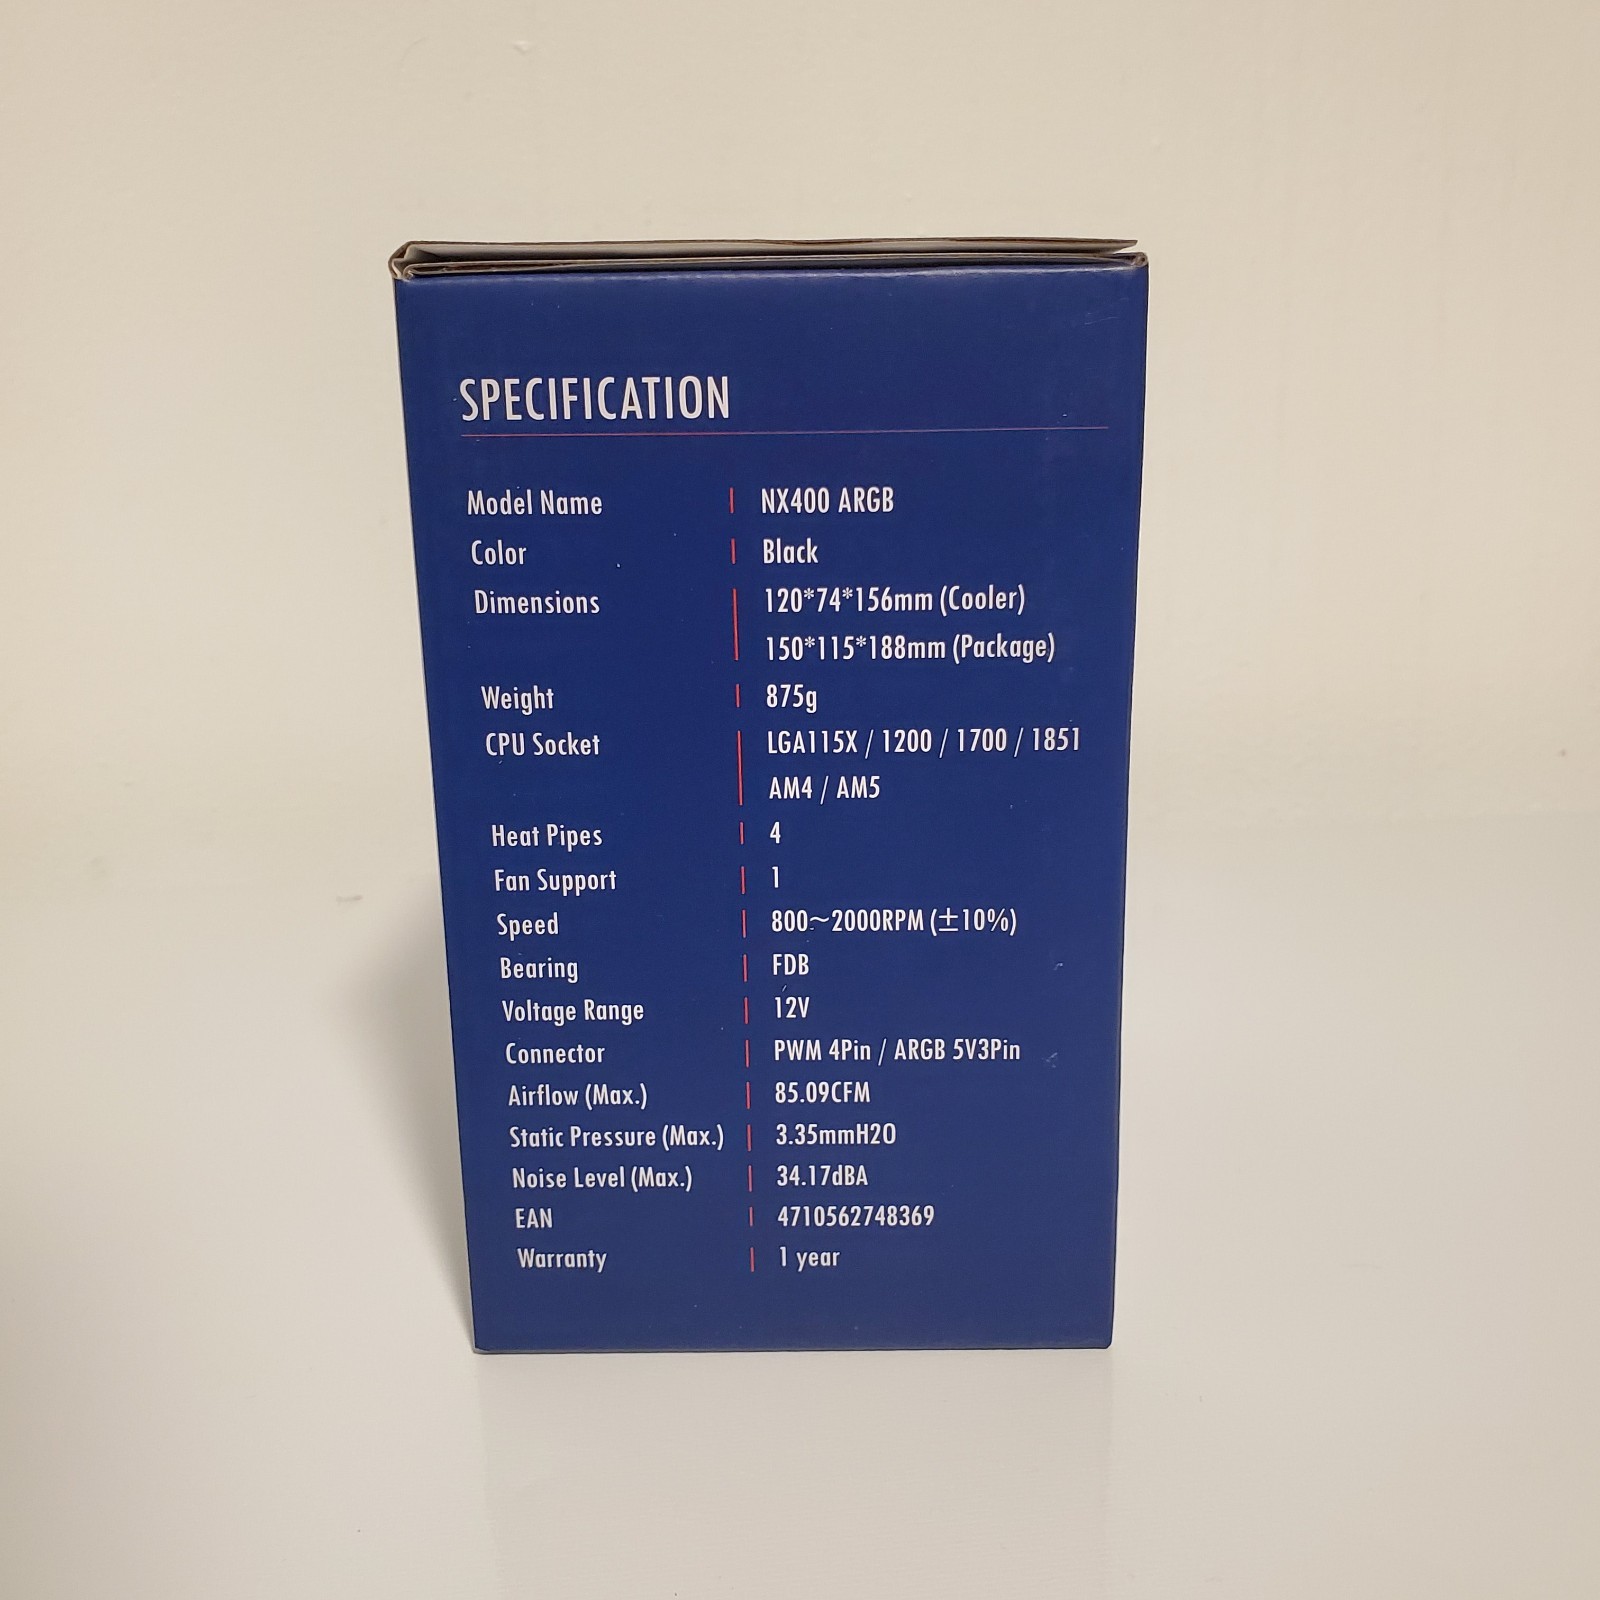 SPECIFICATION
Model Name | NX400 ARGB
Color | Black
Dimensions | 120*74*156mm (Cooler)
150*115*188mm (Package)
Weight | 875g
CPU Socket | LGA115X / 1200 / 1700 / 1851
AM4 / AM5
Heat Pipes | 4
Fan Support | 1
Speed | 800~2000RPM (±10%)
Bearing | FDB
Voltage Range | 12V
Connector | PWM 4Pin / ARGB 5V3Pin
Airflow (Max.) | 85.09CFM
Static Pressure (Max.) | 3.35mmH2O
Noise Level (Max.) | 34.17dBA
EAN | 4710562748369
Warranty | 1 year